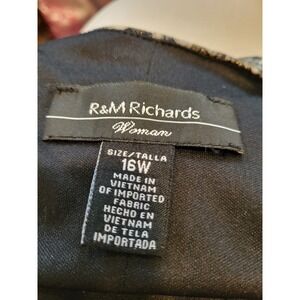 R&M Richards
Woman
SIZE/TALLA
16W
MADE IN
VIETNAM
OF IMPORTED
FABRIC
HECHO EN
VIETNAM
DE TELA
IMPORTADA